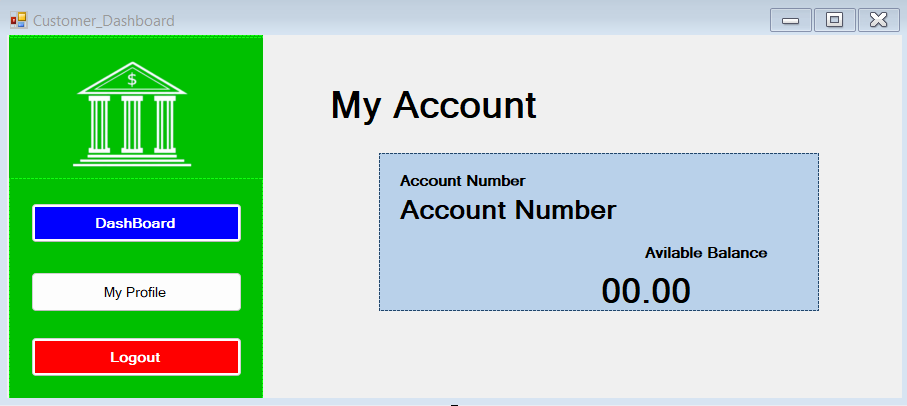 Customer_Dashboard
$
My Account
Account Number
Account Number
Avilable Balance
00.00
DashBoard
My Profile
Logout